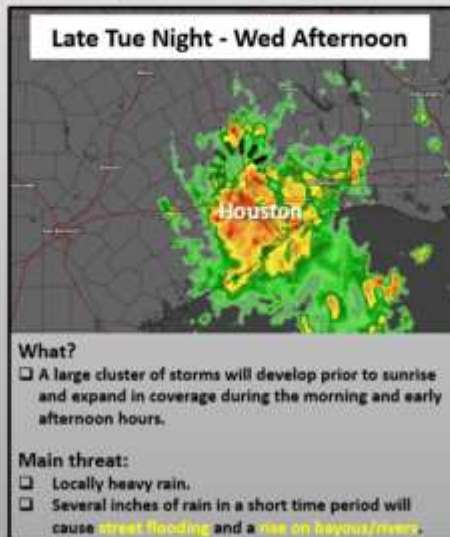 Late Tue Night - Wed Afternoon
Houston
What?
❑ A large cluster of storms will develop prior to sunrise
and expand in coverage during the morning and early
afternoon hours.
Main threat:
❑ Locally heavy rain.
❑ Several inches of rain in a short time period will
cause street flooding and a rise on bayous/rivers.